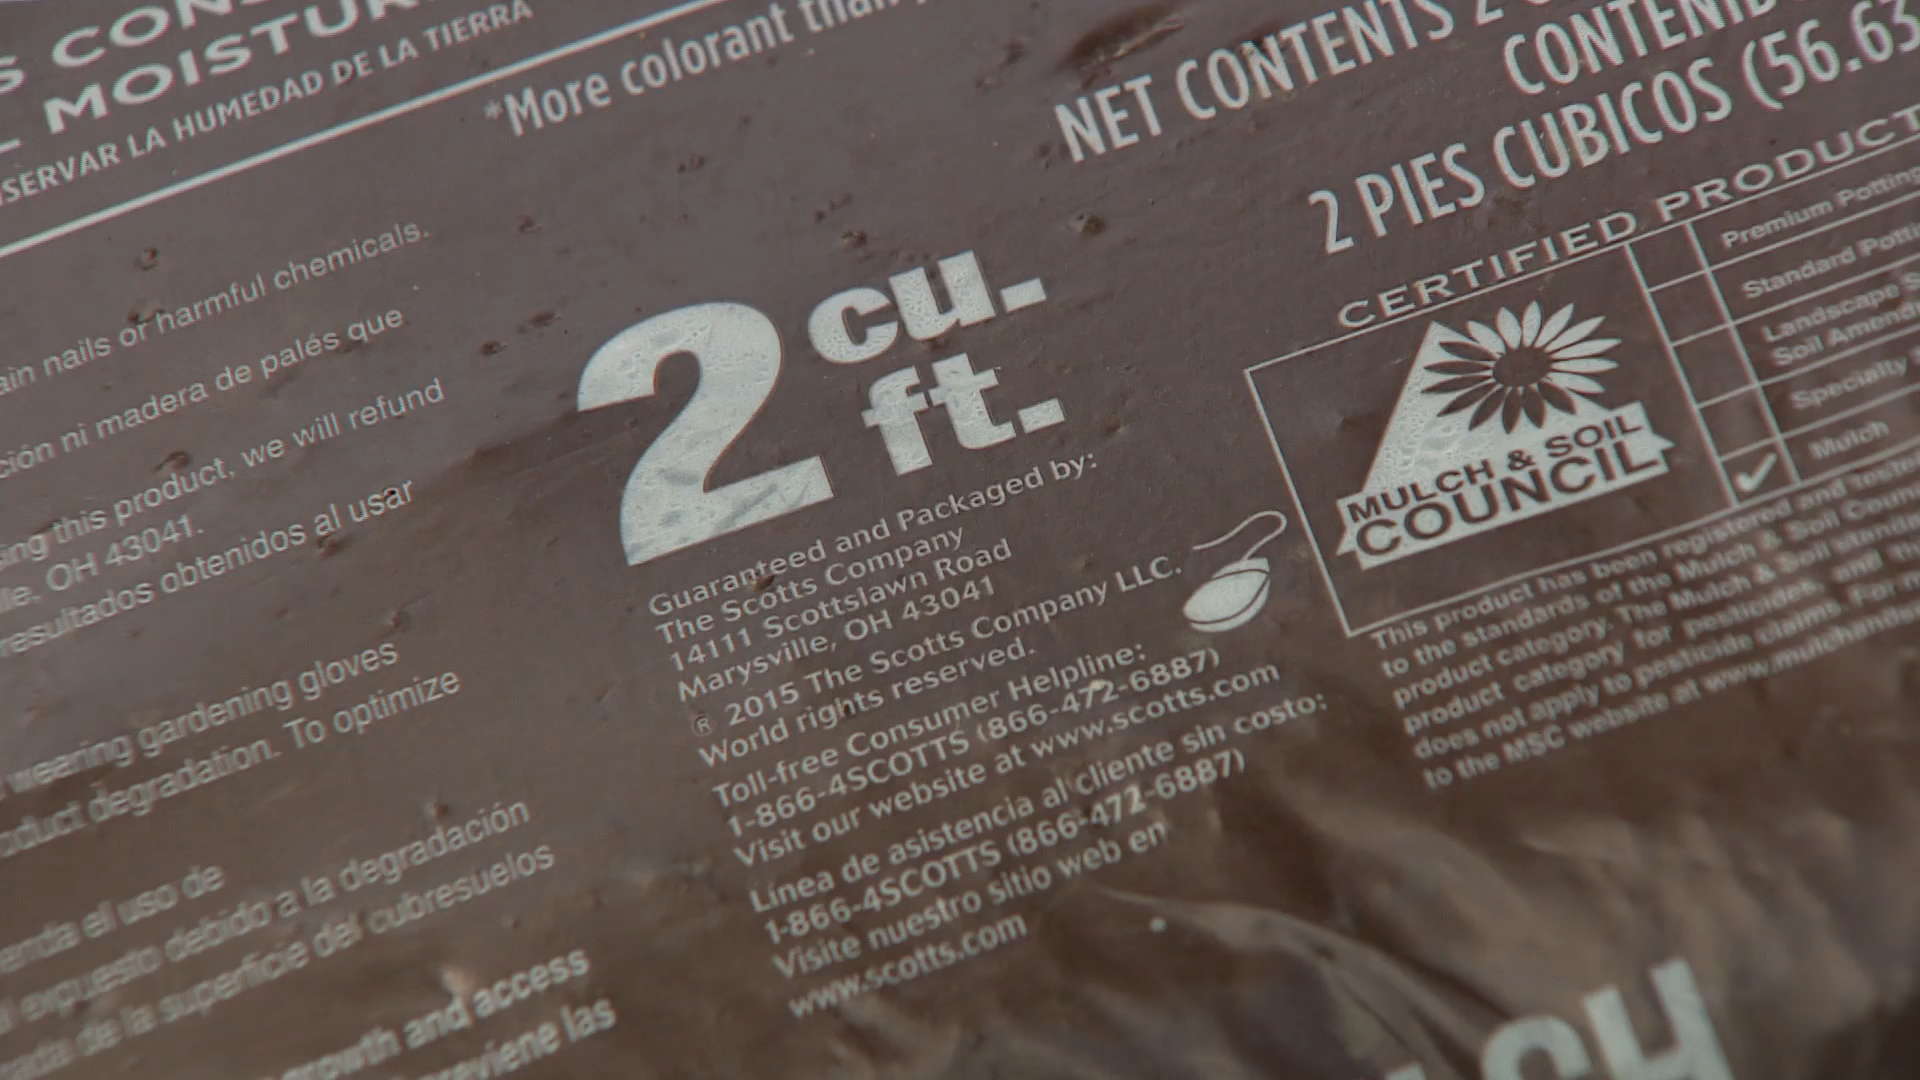 MOISTUR
SERVAR LA HUMEDAD DE LA TIERRA
*More colorant than
nails or harmful chemicals.
ni madera de palés que
this product, we will refund
OH 43041.
resultados obtenidos al usar
wearing gardening gloves
degradation. To optimize
el uso de
expuesto debido a la degradación
de la superficie del cubresuelos
growth and access
las
2 cu.
ft.
Guaranteed and Packaged by:
The Scotts Company
14111 Scottslawn Road
Marysville, OH 43041
® 2015 The Scotts Company LLC.
World rights reserved.
Toll-free Consumer Helpline:
1-866-4SCOTTS (866-472-6887)
Visit our website at www.scotts.com
Línea de asistencia al cliente sin costo:
1-866-4SCOTTS (866-472-6887)
Visite nuestro sitio web en
www.scotts.com
NET CONTENTS 2
CONTENID
2 PIES CUBICOS (56.63
CERTIFIED PRODUCT
Premium Potting
Standard Potti
Landscape
Soil Amend
Specialty
Mulch
MULCH & SOIL
COUNCIL
This product has been registered and tested
to the standards of the Mulch & Soil Coun
product category. The Mulch & Soil standa
product category for pesticides, and
does not apply to pesticide claims. For
to the MSC website at www.mulchands
LCH